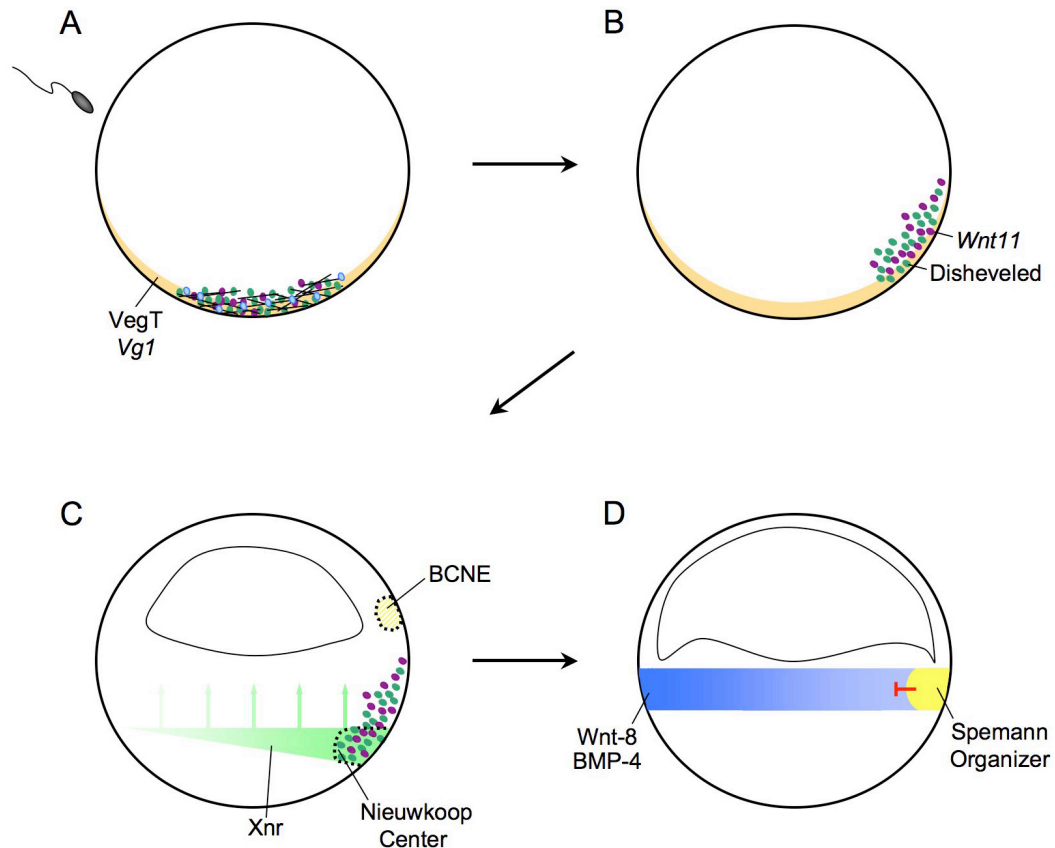 A
B
VegT
Vg1
Wnt11
Disheveled
C
D
BCNE
Xnr
Nieuwkoop
Center
Wnt-8
BMP-4
Spemann
Organizer